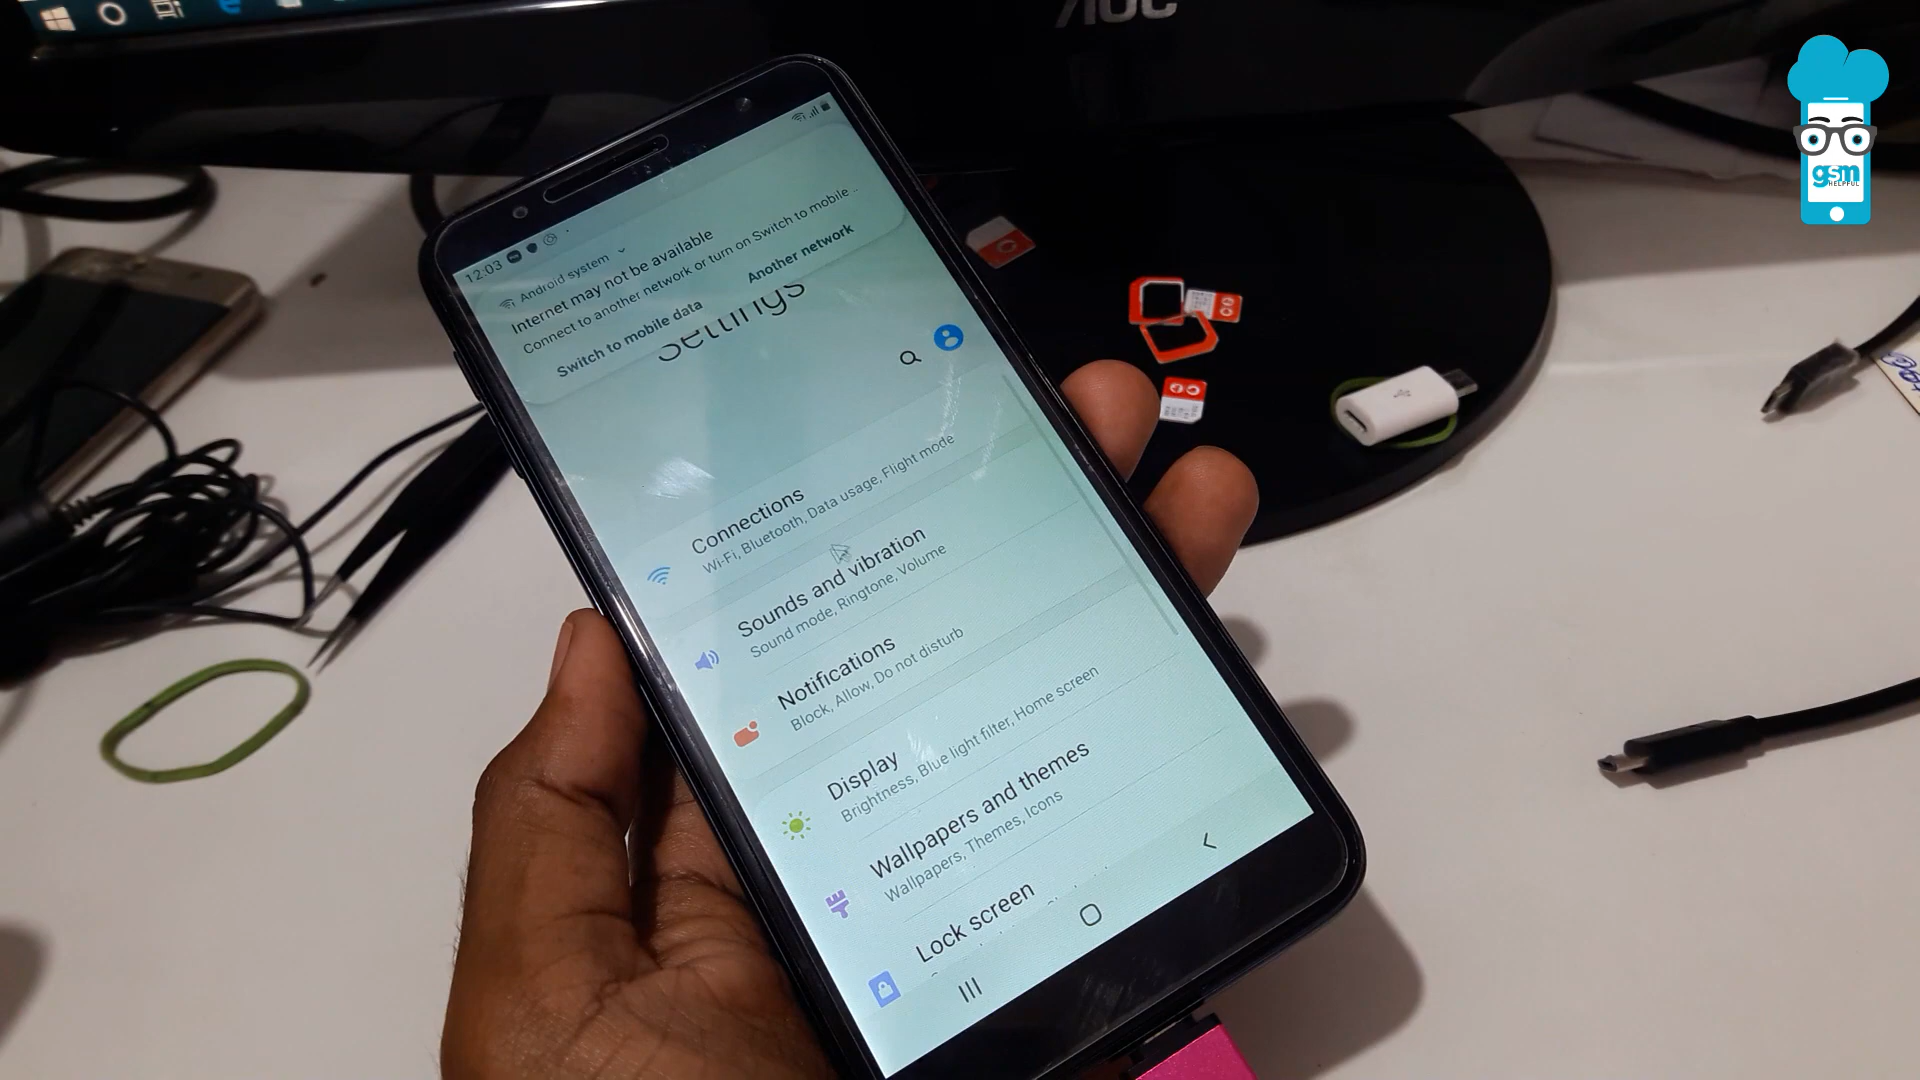 AOC
gsm
HELPFUL
12:03
Android system
Internet may not be available
Connect to another network or turn on Switch to mobile ..
Switch to mobile data
Another network
Settings
Connections
Wi-Fi, Bluetooth, Data usage, Flight mode
Sounds and vibration
Sound mode, Ringtone, Volume
Notifications
Block, Allow, Do not disturb
Display
Brightness, Blue light filter, Home screen
Wallpapers and themes
Wallpapers, Themes, Icons
Lock screen